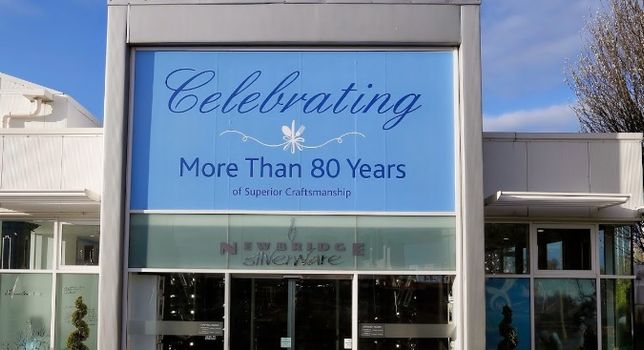 Celebrating
More Than 80 Years
of Superior Craftsmanship
NEWBRIDGE
silverware